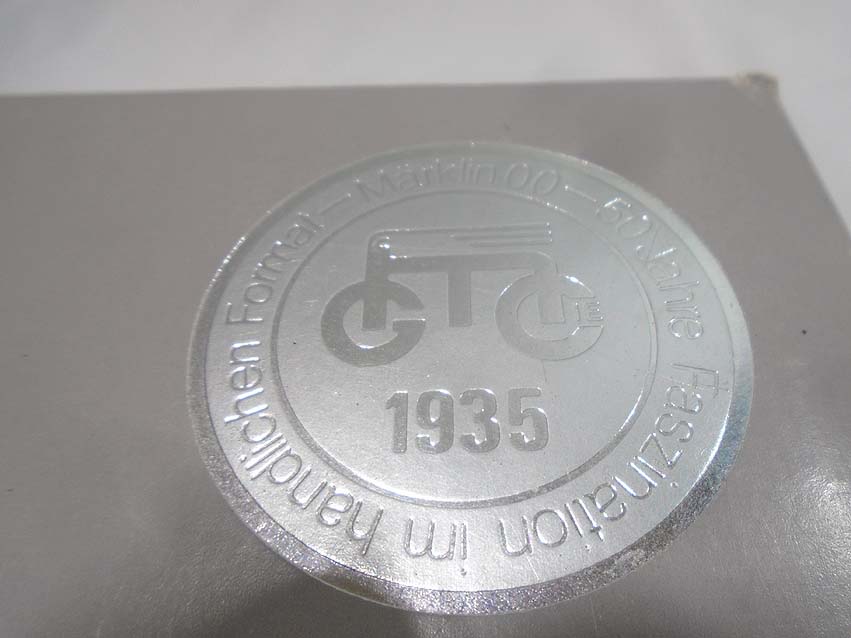 Märklin 00 — 50 Jahre Faszination im handlichen Format —
1935